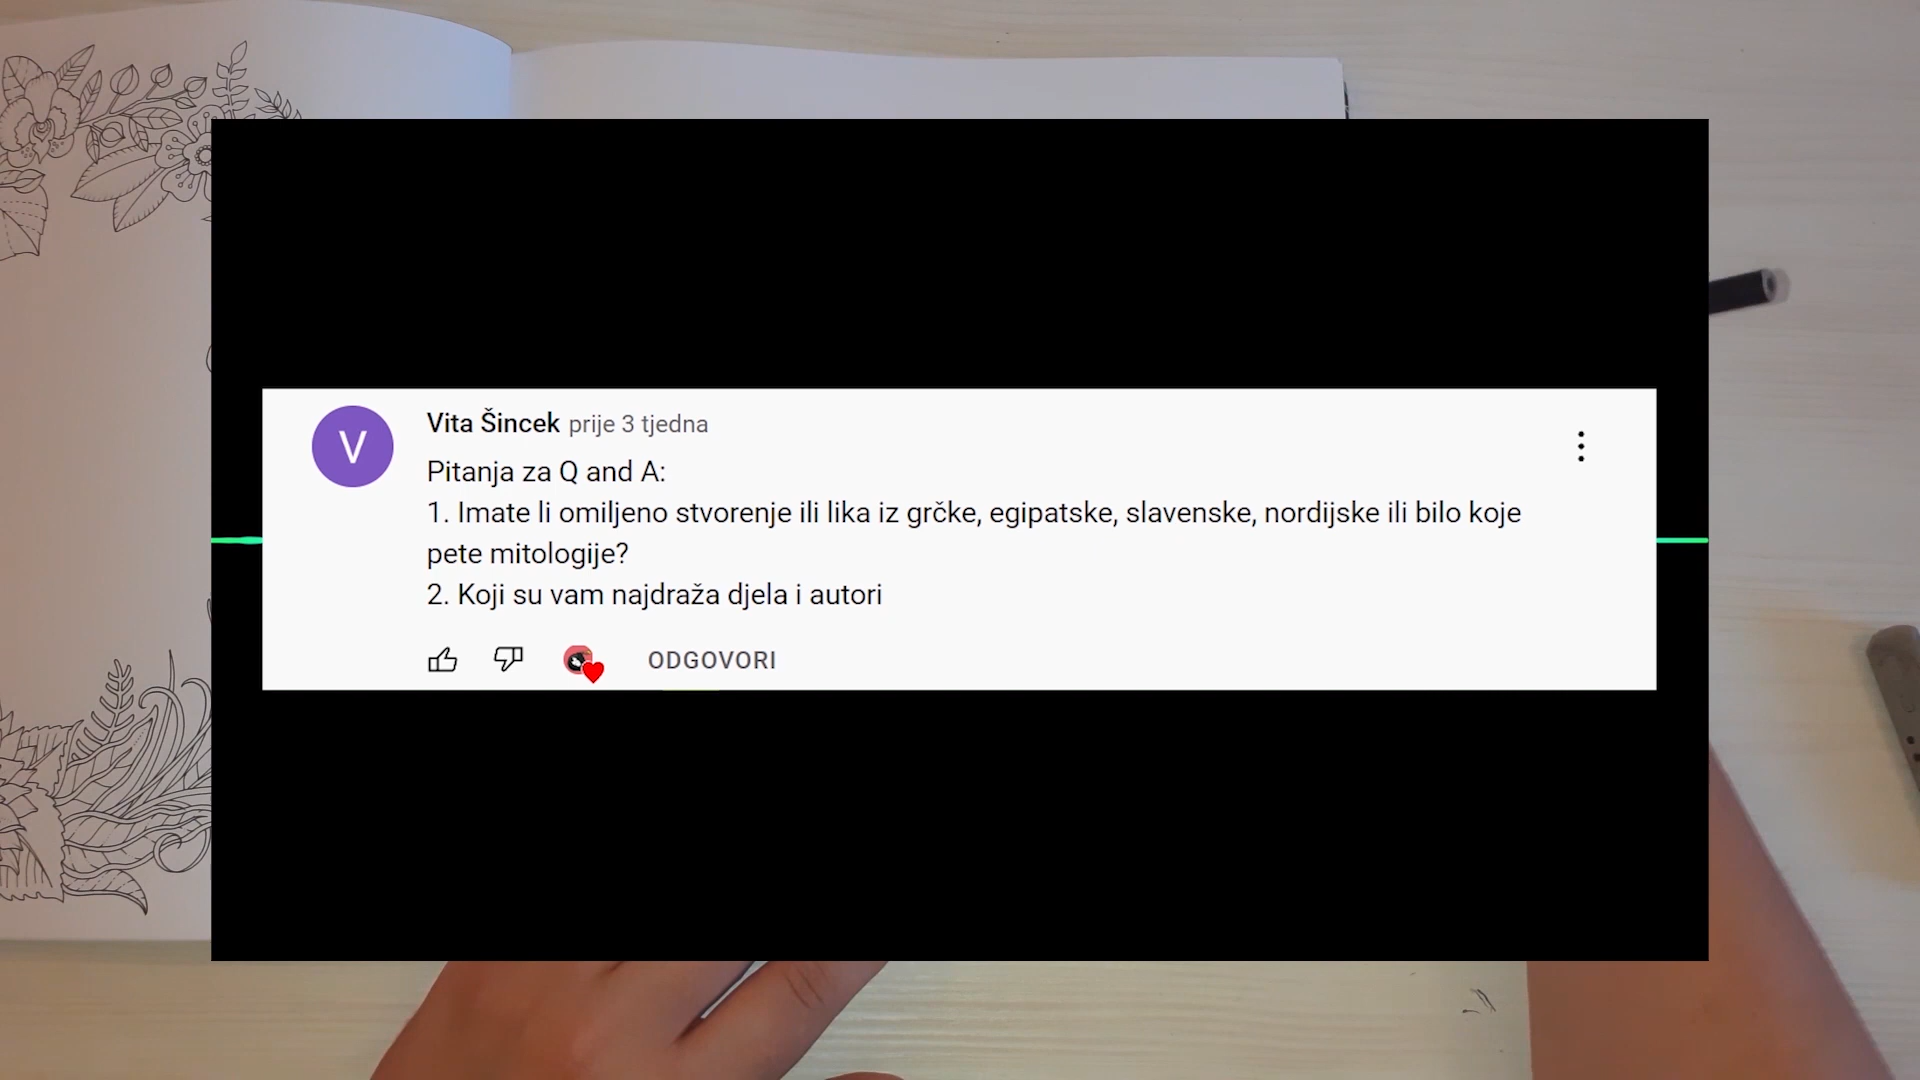 V
Vita Šincek prije 3 tjedna
Pitanja za Q and A:
1. Imate li omiljeno stvorenje ili lika iz grčke, egipatske, slavenske, nordijske ili bilo koje
pete mitologije?
2. Koji su vam najdraža djela i autori
ODGOVORI